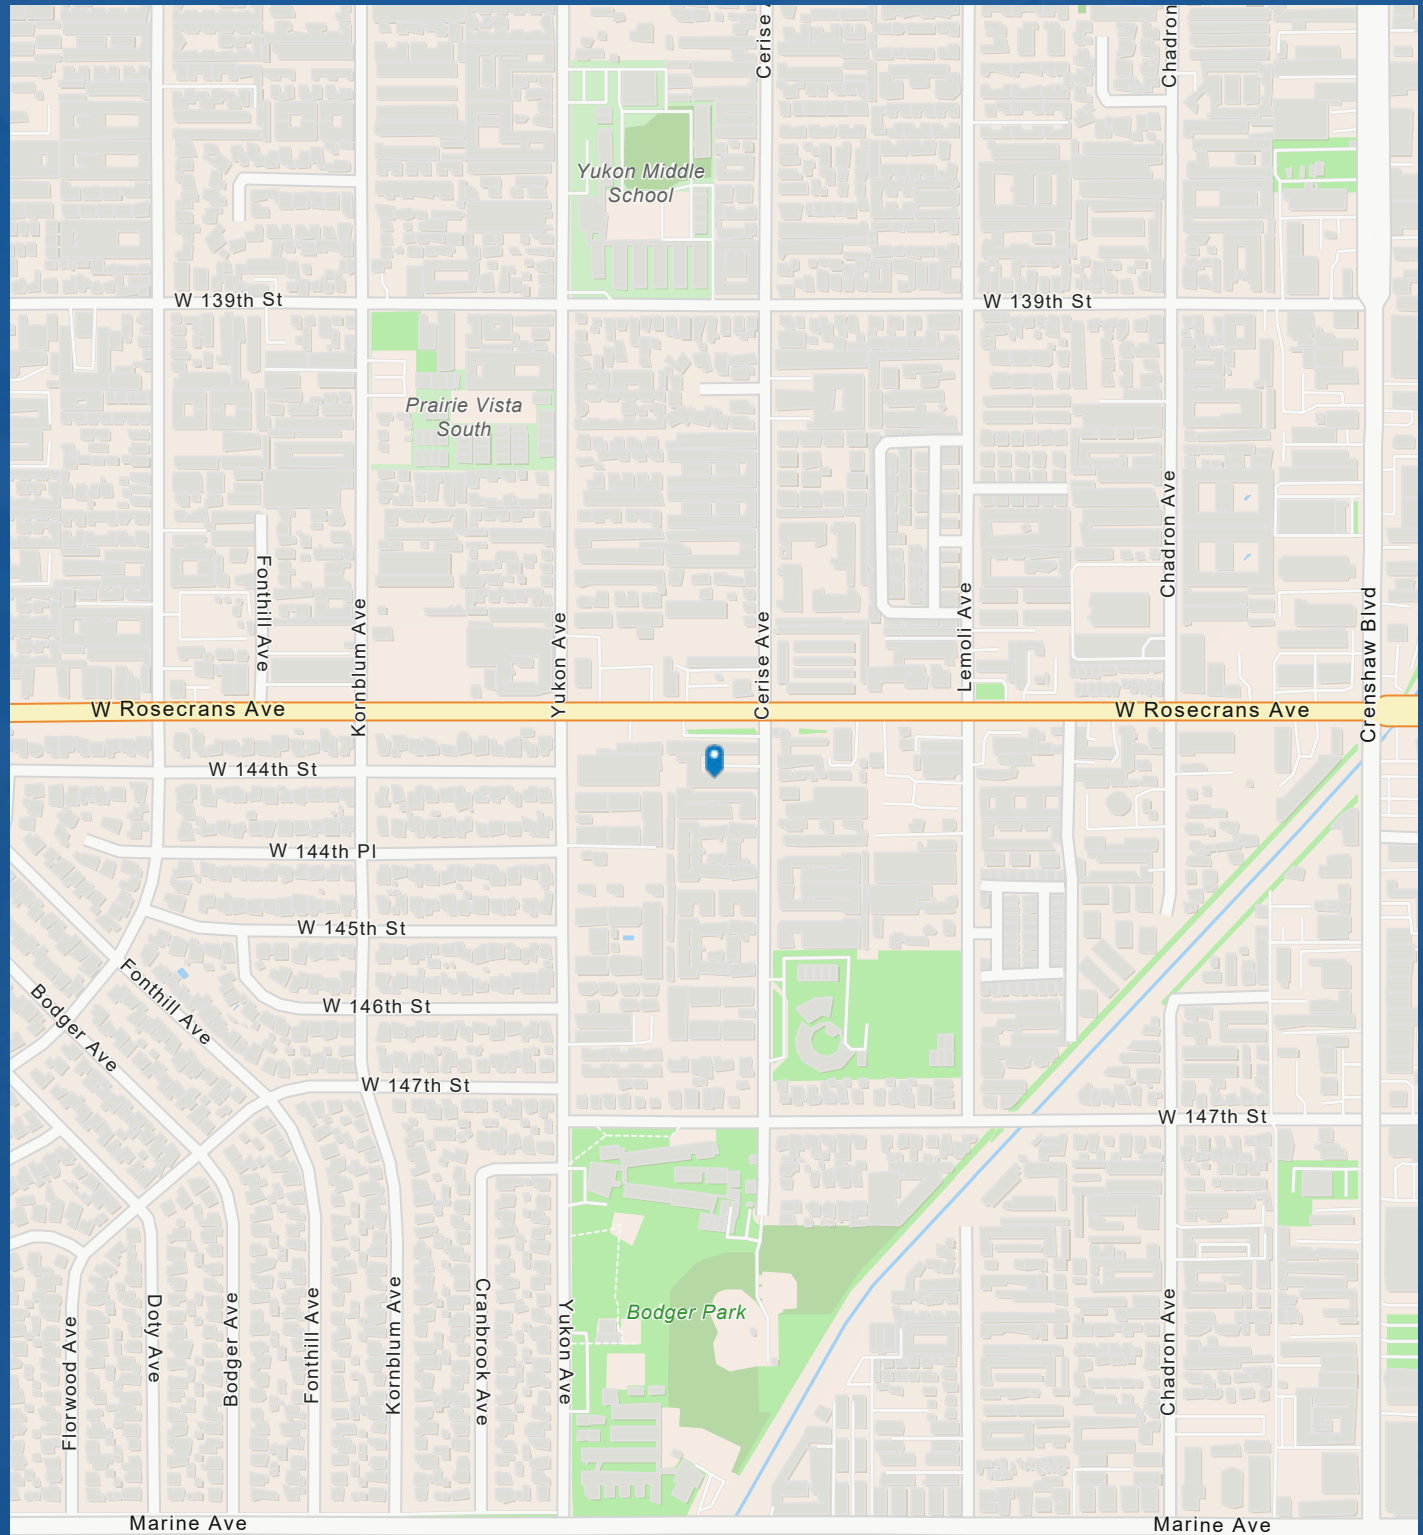 Cerise A
Chadron
Yukon Middle
School
W 139th St
W 139th St
Prairie Vista
South
Chadron Ave
Fonthill Ave
Kornblum Ave
Yukon Ave
Cerise Ave
Lemoli Ave
Crenshaw Blvd
W Rosecrans Ave
W Rosecrans Ave
W 144th St
W 144th Pl
W 145th St
Fonthill Ave
Bodger Ave
W 146th St
W 147th St
W 147th St
Bodger Park
Florwood Ave
Doty Ave
Bodger Ave
Fonthill Ave
Kornblum Ave
Cranbrook Ave
Yukon Ave
Chadron Ave
Marine Ave
Marine Ave